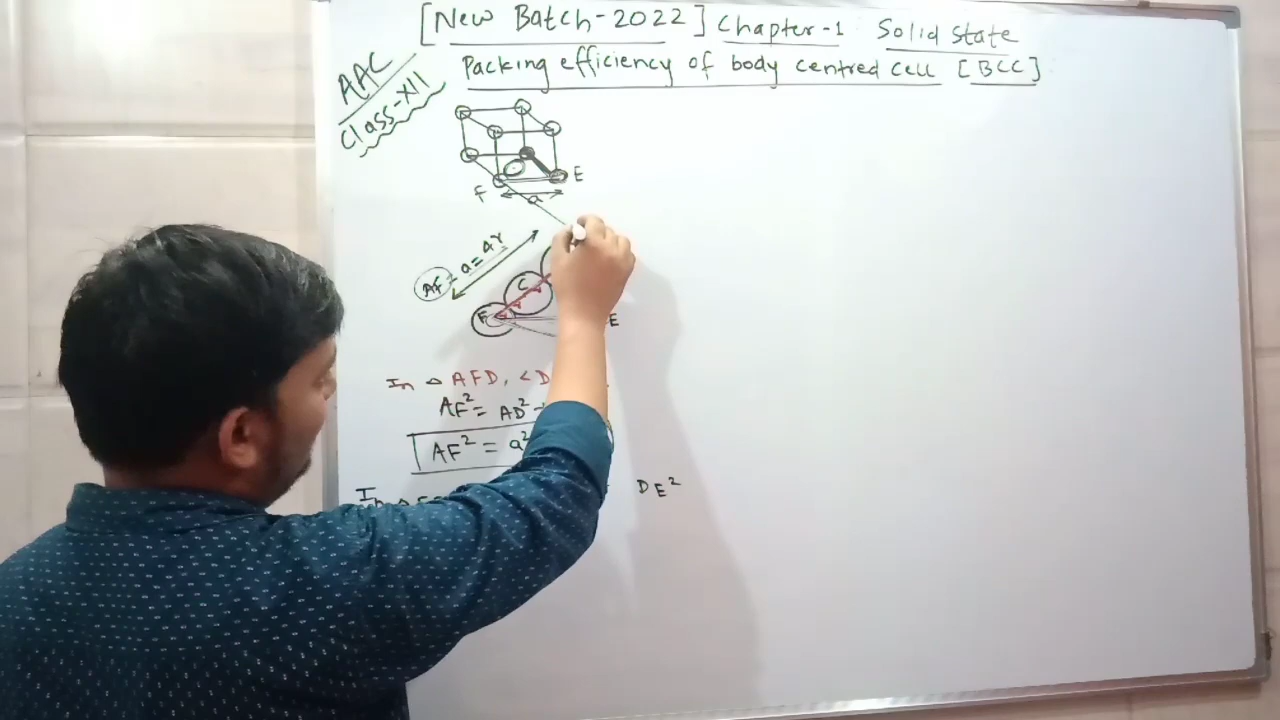 [New Batch-2022] Chapter-1: Solid State
Packing efficiency of body centred cell [BCC]
AAC
Class-XII
F
E
a
AF = a = 4r
C
F
E
In △ AFD, <D
AF² = AD² +
AF² = a²
In △
DE²